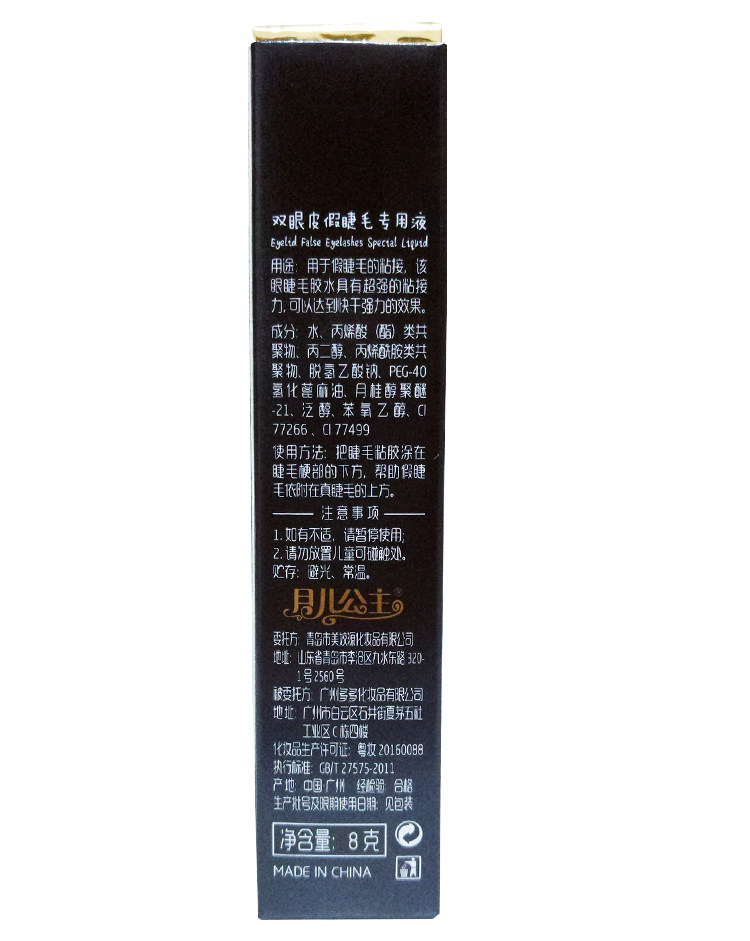 双眼皮假睫毛专用液
Eyelid False Eyelashes Special Liquid
用途：用于假睫毛的粘接，该
眼睫毛胶水具有超强的粘接
力，可以达到快干强力的效果。
成分：水、丙烯酸（酯）类共
聚物、丙二醇、丙烯酰胺类共
聚物、脱氢乙酸钠、PEG-40
氢化蓖麻油、月桂醇聚醚
-21、泛醇、苯氧乙醇、CI
77266、CI 77499
使用方法：把睫毛粘胶涂在
睫毛梗部的下方，帮助假睫
毛依附在真睫毛的上方。
注意事项
1.如有不适，请暂停使用；
2.请勿放置儿童可碰触处。
贮存：避光、常温。
月儿公主®
委托方：青岛市美波源化妆品有限公司
地址：山东省青岛市李沧区九水东路320-
1号2560号
被委托方：广州多多化妆品有限公司
地址：广州市白云区石井街夏茅五社
工业区C栋四楼
化妆品生产许可证：粤妆20160088
执行标准：GB/T 27575-2011
产地：中国广州 经检验 合格
生产批号及限期使用日期：见包装
净含量：8克
MADE IN CHINA